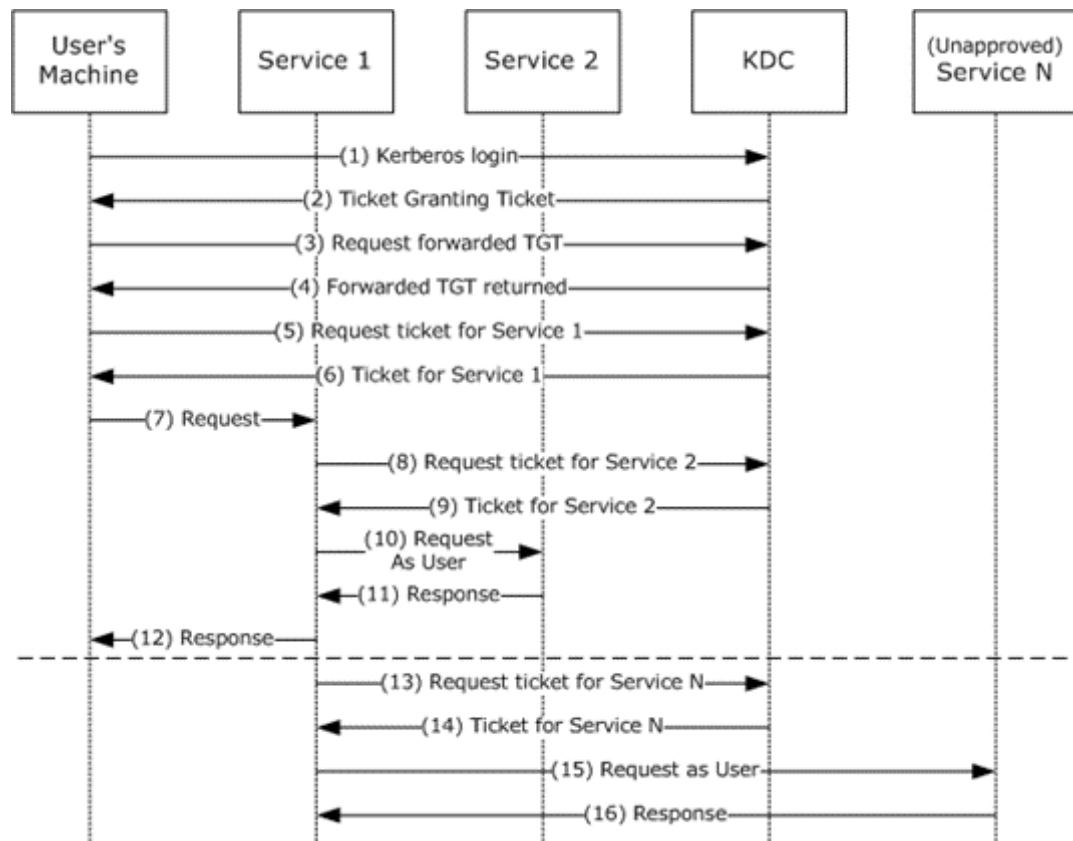 User's
Machine
Service 1
Service 2
KDC
(Unapproved)
Service N
(1) Kerberos login
(2) Ticket Granting Ticket
(3) Request forwarded TGT
(4) Forwarded TGT returned
(5) Request ticket for Service 1
(6) Ticket for Service 1
(7) Request
(8) Request ticket for Service 2
(9) Ticket for Service 2
(10) Request
As User
(11) Response
(12) Response
(13) Request ticket for Service N
(14) Ticket for Service N
(15) Request as User
(16) Response